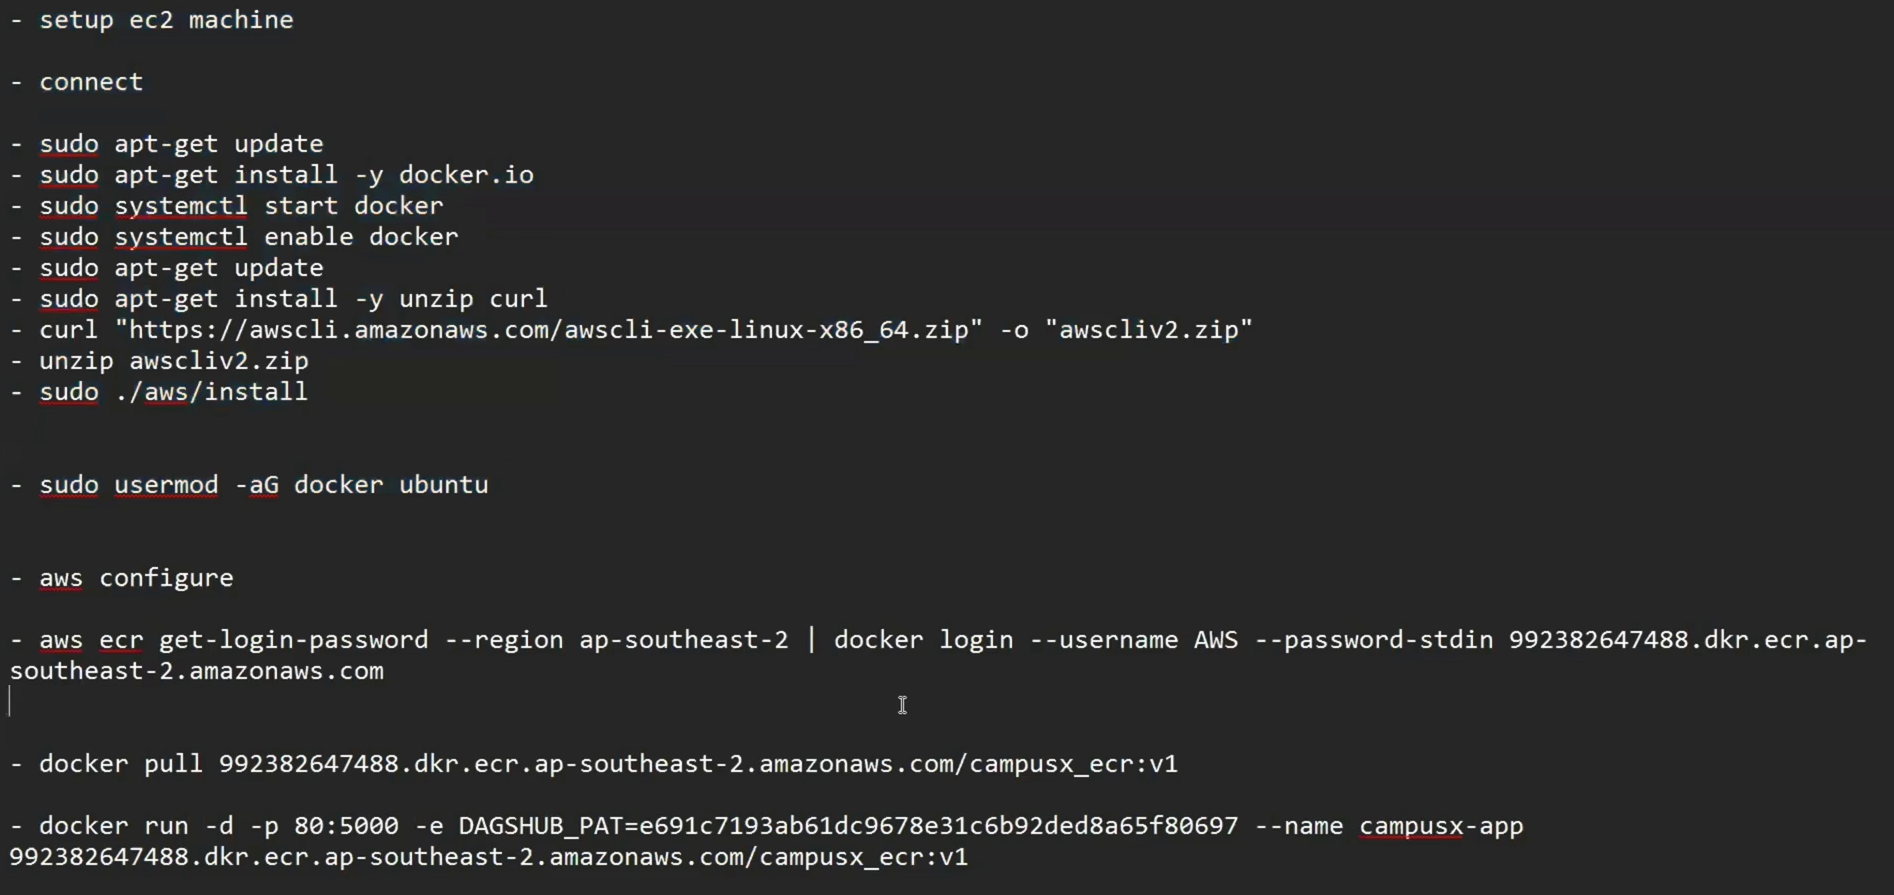 - setup ec2 machine
- connect
- sudo apt-get update
- sudo apt-get install -y docker.io
- sudo systemctl start docker
- sudo systemctl enable docker
- sudo apt-get update
- sudo apt-get install -y unzip curl
- curl "https://awscli.amazonaws.com/awscli-exe-linux-x86_64.zip" -o "awscliv2.zip"
- unzip awscliv2.zip
- sudo ./aws/install
- sudo usermod -aG docker ubuntu
- aws configure
- aws ecr get-login-password --region ap-southeast-2 | docker login --username AWS --password-stdin 992382647488.dkr.ecr.ap-
southeast-2.amazonaws.com
- docker pull 992382647488.dkr.ecr.ap-southeast-2.amazonaws.com/campusx_ecr:v1
- docker run -d -p 80:5000 -e DAGSHUB_PAT=e691c7193ab61dc9678e31c6b92ded8a65f80697 --name campusx-app
992382647488.dkr.ecr.ap-southeast-2.amazonaws.com/campusx_ecr:v1